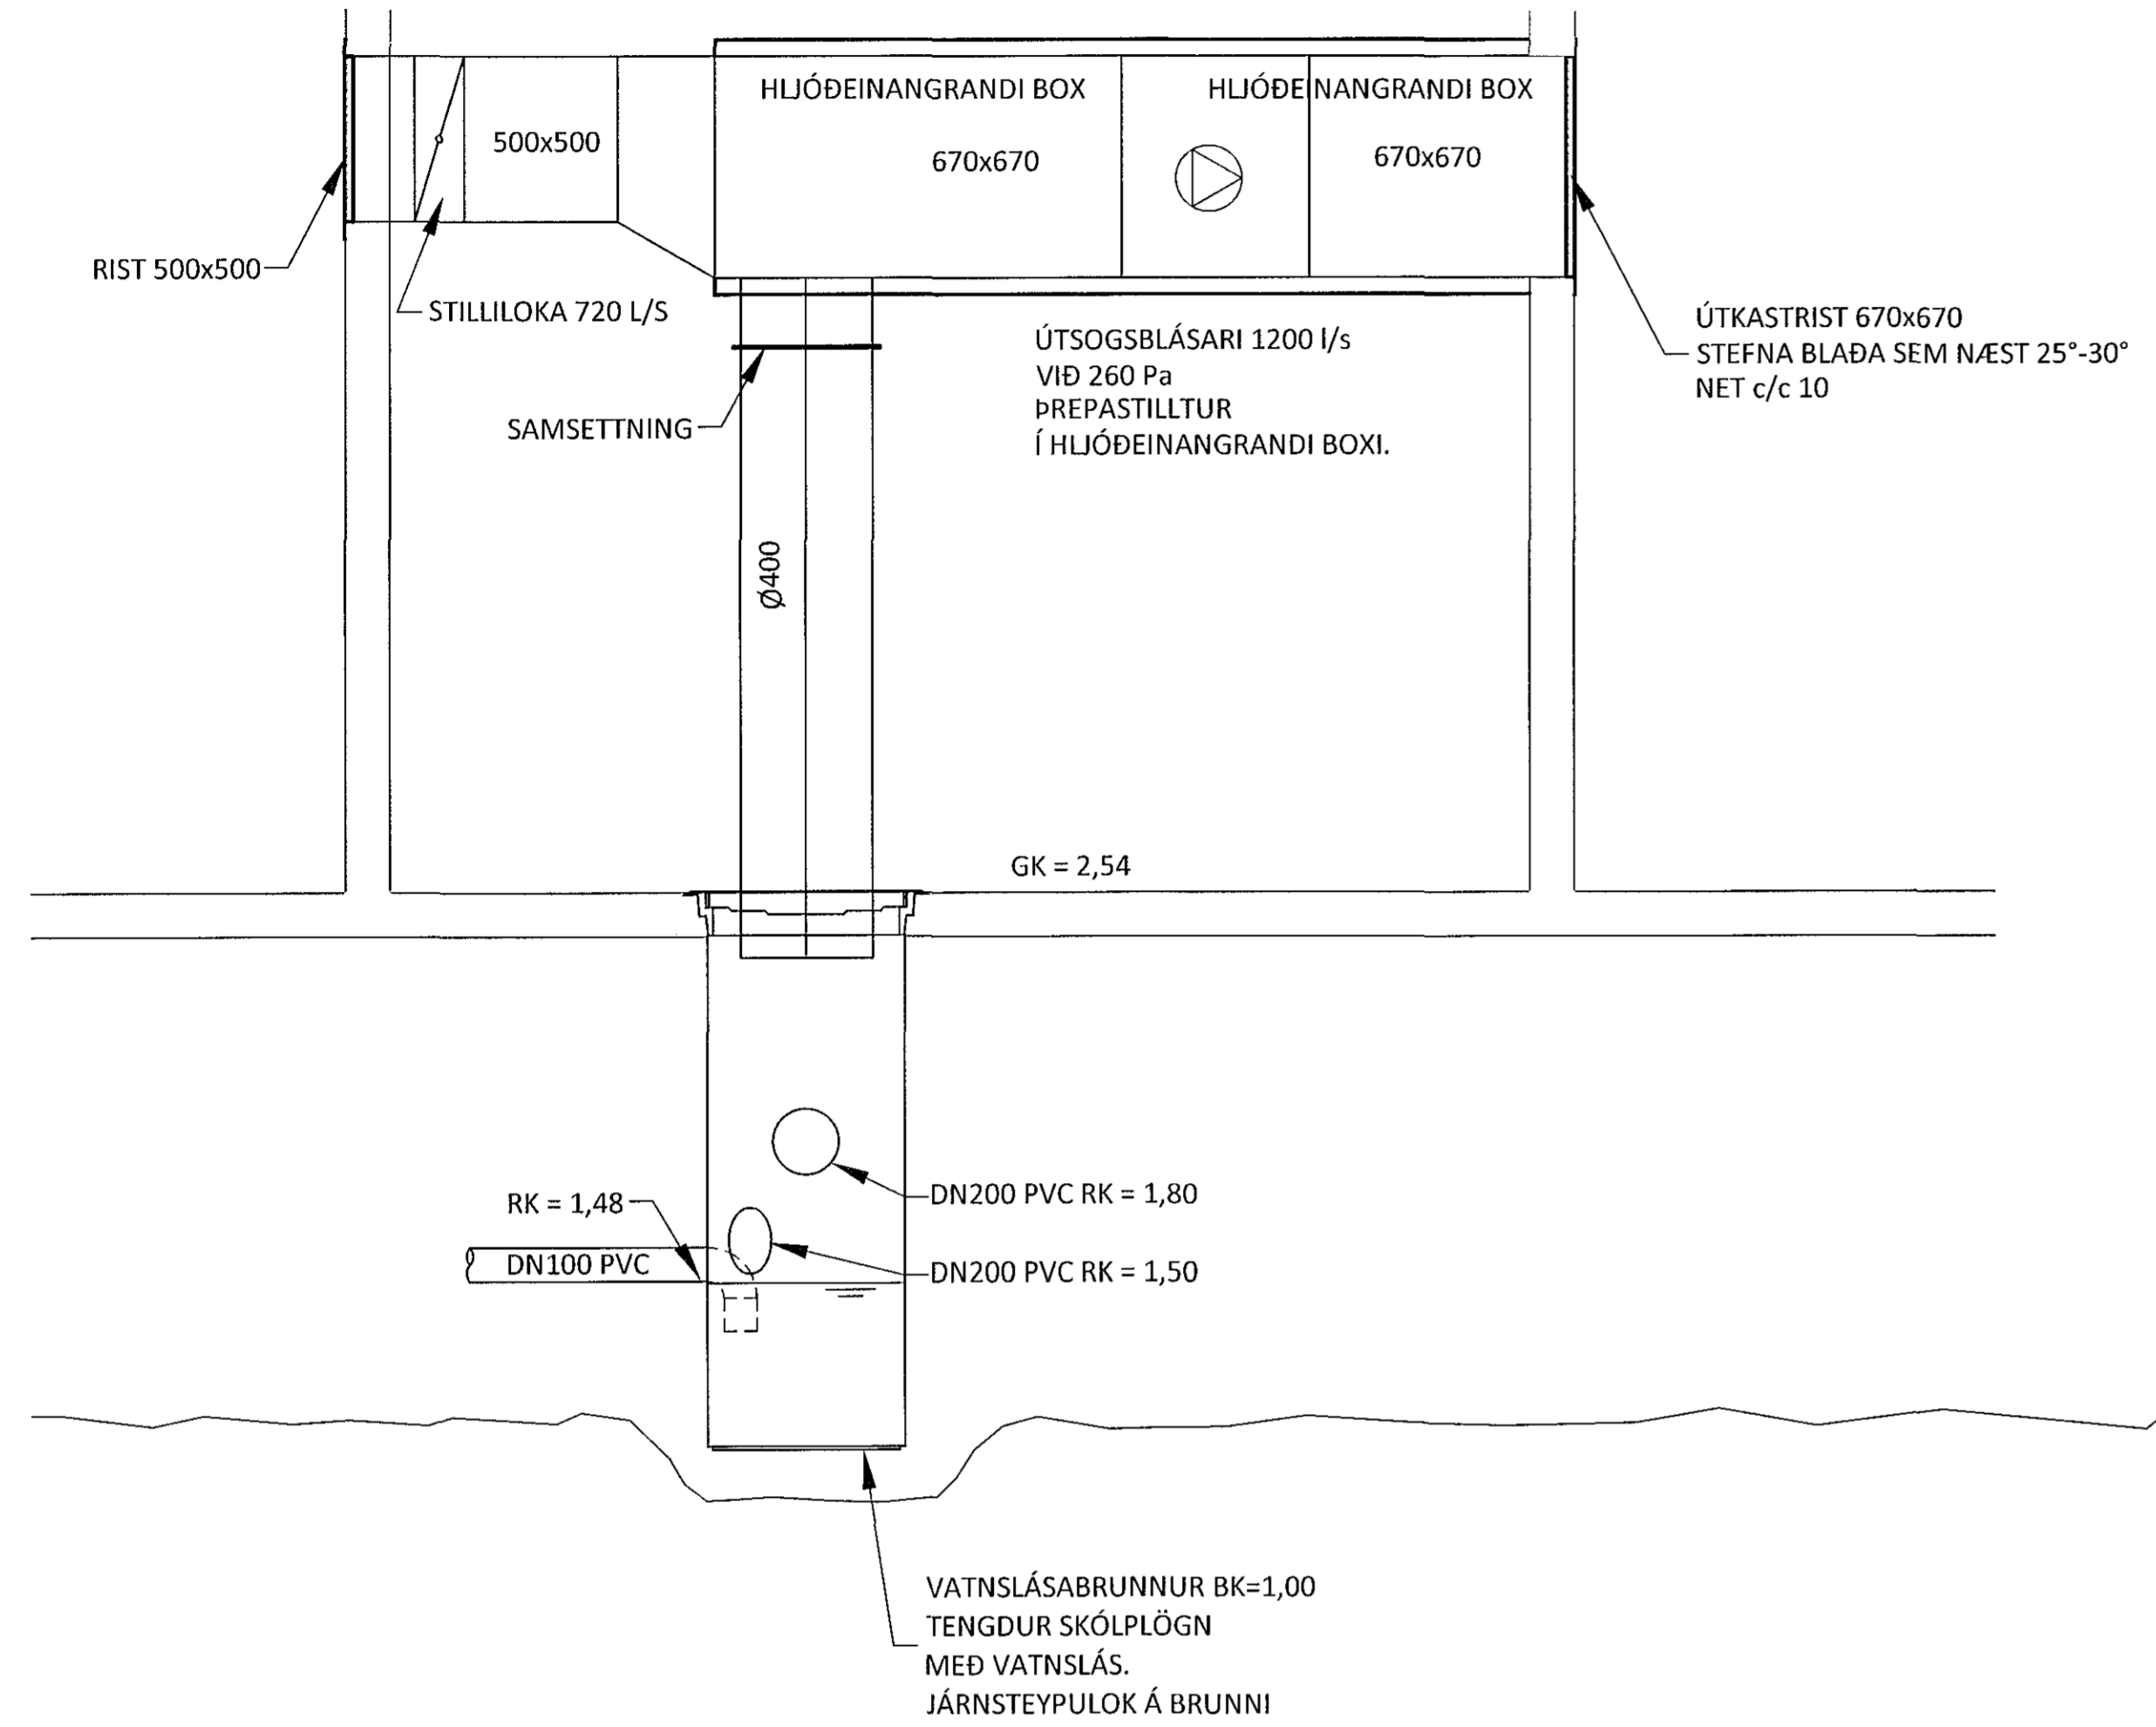 HLJÓÐEINANGRANDI BOX
HLJÓÐEINANGRANDI BOX
500x500
670x670
670x670
RIST 500x500
STILLILOKA 720 L/S
ÚTKASTRIST 670x670
STEFNA BLAÐA SEM NÆST 25°-30°
NET c/c 10
ÚTSOGSBLÁSARI 1200 l/s
VIÐ 260 Pa
ÞREPASTILLTUR
Í HLJÓÐEINANGRANDI BOXI.
SAMSETTNING
Ø400
GK = 2,54
RK = 1,48
DN200 PVC RK = 1,80
DN100 PVC
DN200 PVC RK = 1,50
VATNSLÁSABRUNNUR BK=1,00
TENGDUR SKÓLPLÖGN
MEÐ VATNSLÁS.
JÁRNSTEYPULOK Á BRUNNI